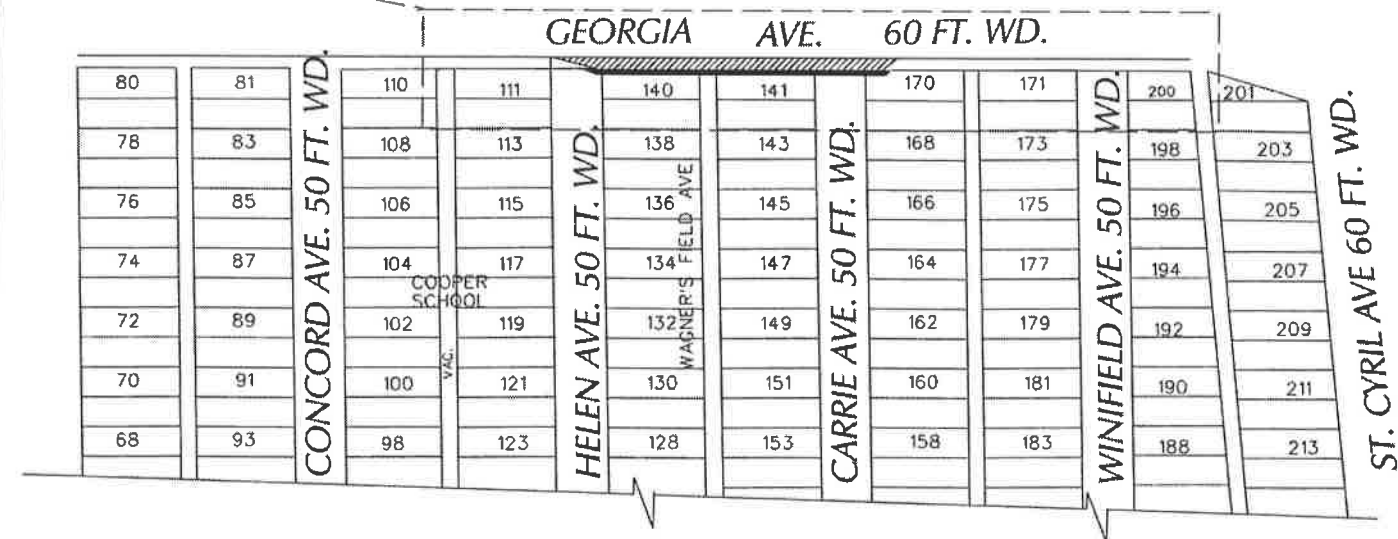 GEORGIA AVE. 60 FT. WD.
80 81 110 111 140 141 170 171 200 201
78 83 108 113 138 143 168 173 198 203
76 85 106 115 136 145 166 175 196 205
74 87 104 117 134 147 164 177 194 207
COOPER
SCHOOL
72 89 102 119 132 149 162 179 192 209
70 91 100 121 130 151 160 181 190 211
68 93 98 123 128 153 158 183 188 213
CONCORD AVE. 50 FT. WD.
VAC.
HELEN AVE. 50 FT. WD.
WAGNER'S FIELD AVE
CARRIE AVE. 50 FT. WD.
WINIFIELD AVE. 50 FT. WD.
ST. CYRIL AVE 60 FT. WD.